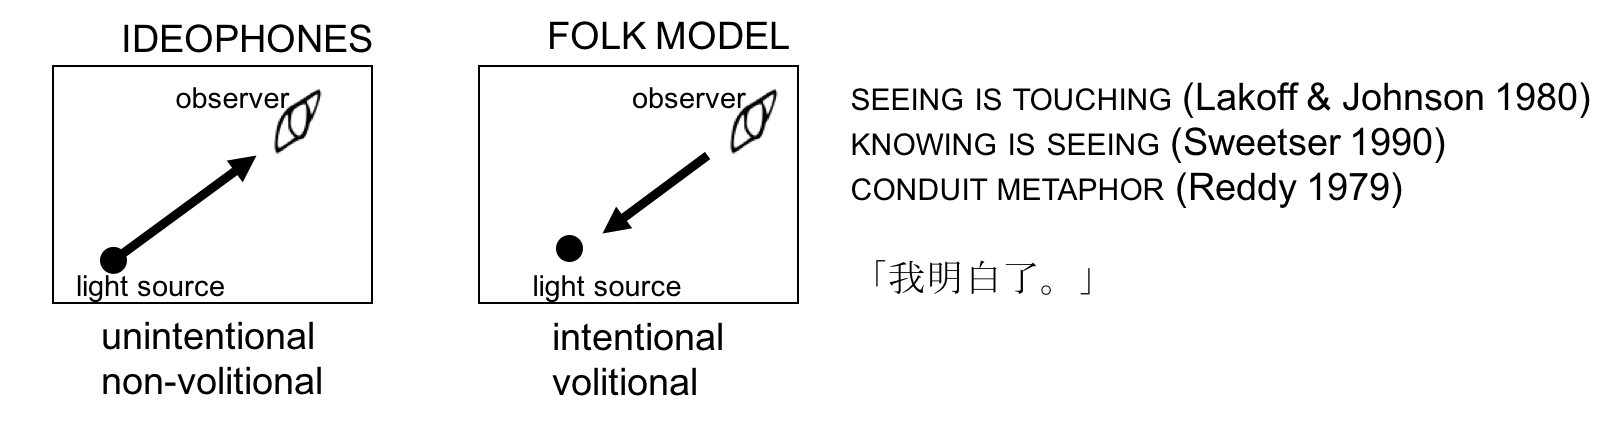 IDEOPHONES
observer
light source
unintentional
non-volitional
FOLK MODEL
observer
light source
intentional
volitional
SEEING IS TOUCHING (Lakoff & Johnson 1980)
KNOWING IS SEEING (Sweetser 1990)
CONDUIT METAPHOR (Reddy 1979)
「我明白了。」